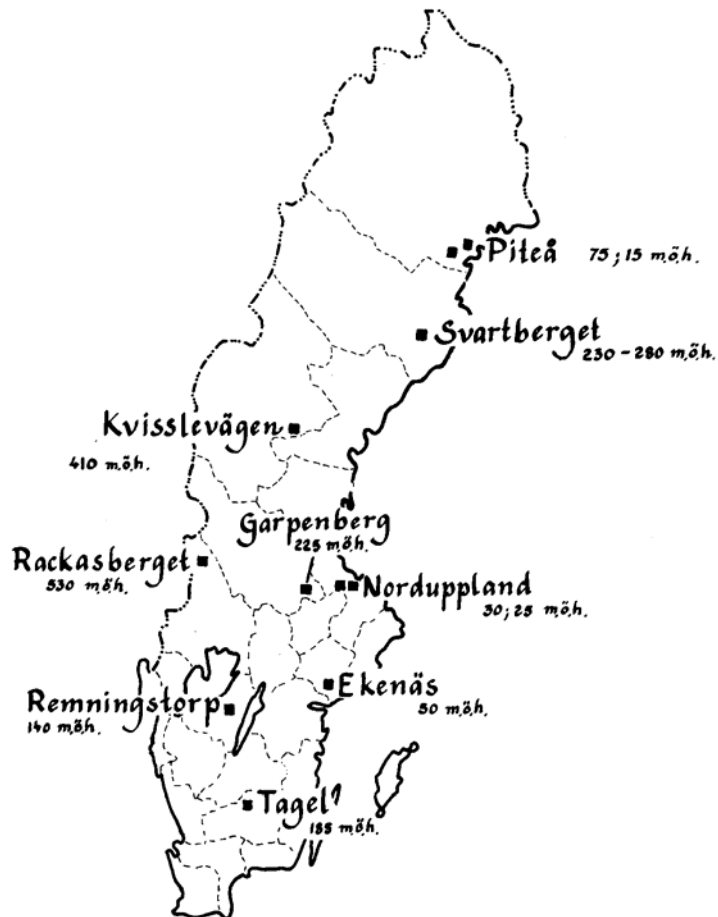 Piteå 75; 15 m.ö.h.
Svartberget
230-280 m.ö.h.
Kvisslevägen
410 m.ö.h.
Garpenberg
225 m.ö.h.
Rackasberget
530 m.ö.h.
Norduppland
30; 25 m.ö.h.
Ekenäs
50 m.ö.h.
Remningstorp
140 m.ö.h.
Tagel
185 m.ö.h.